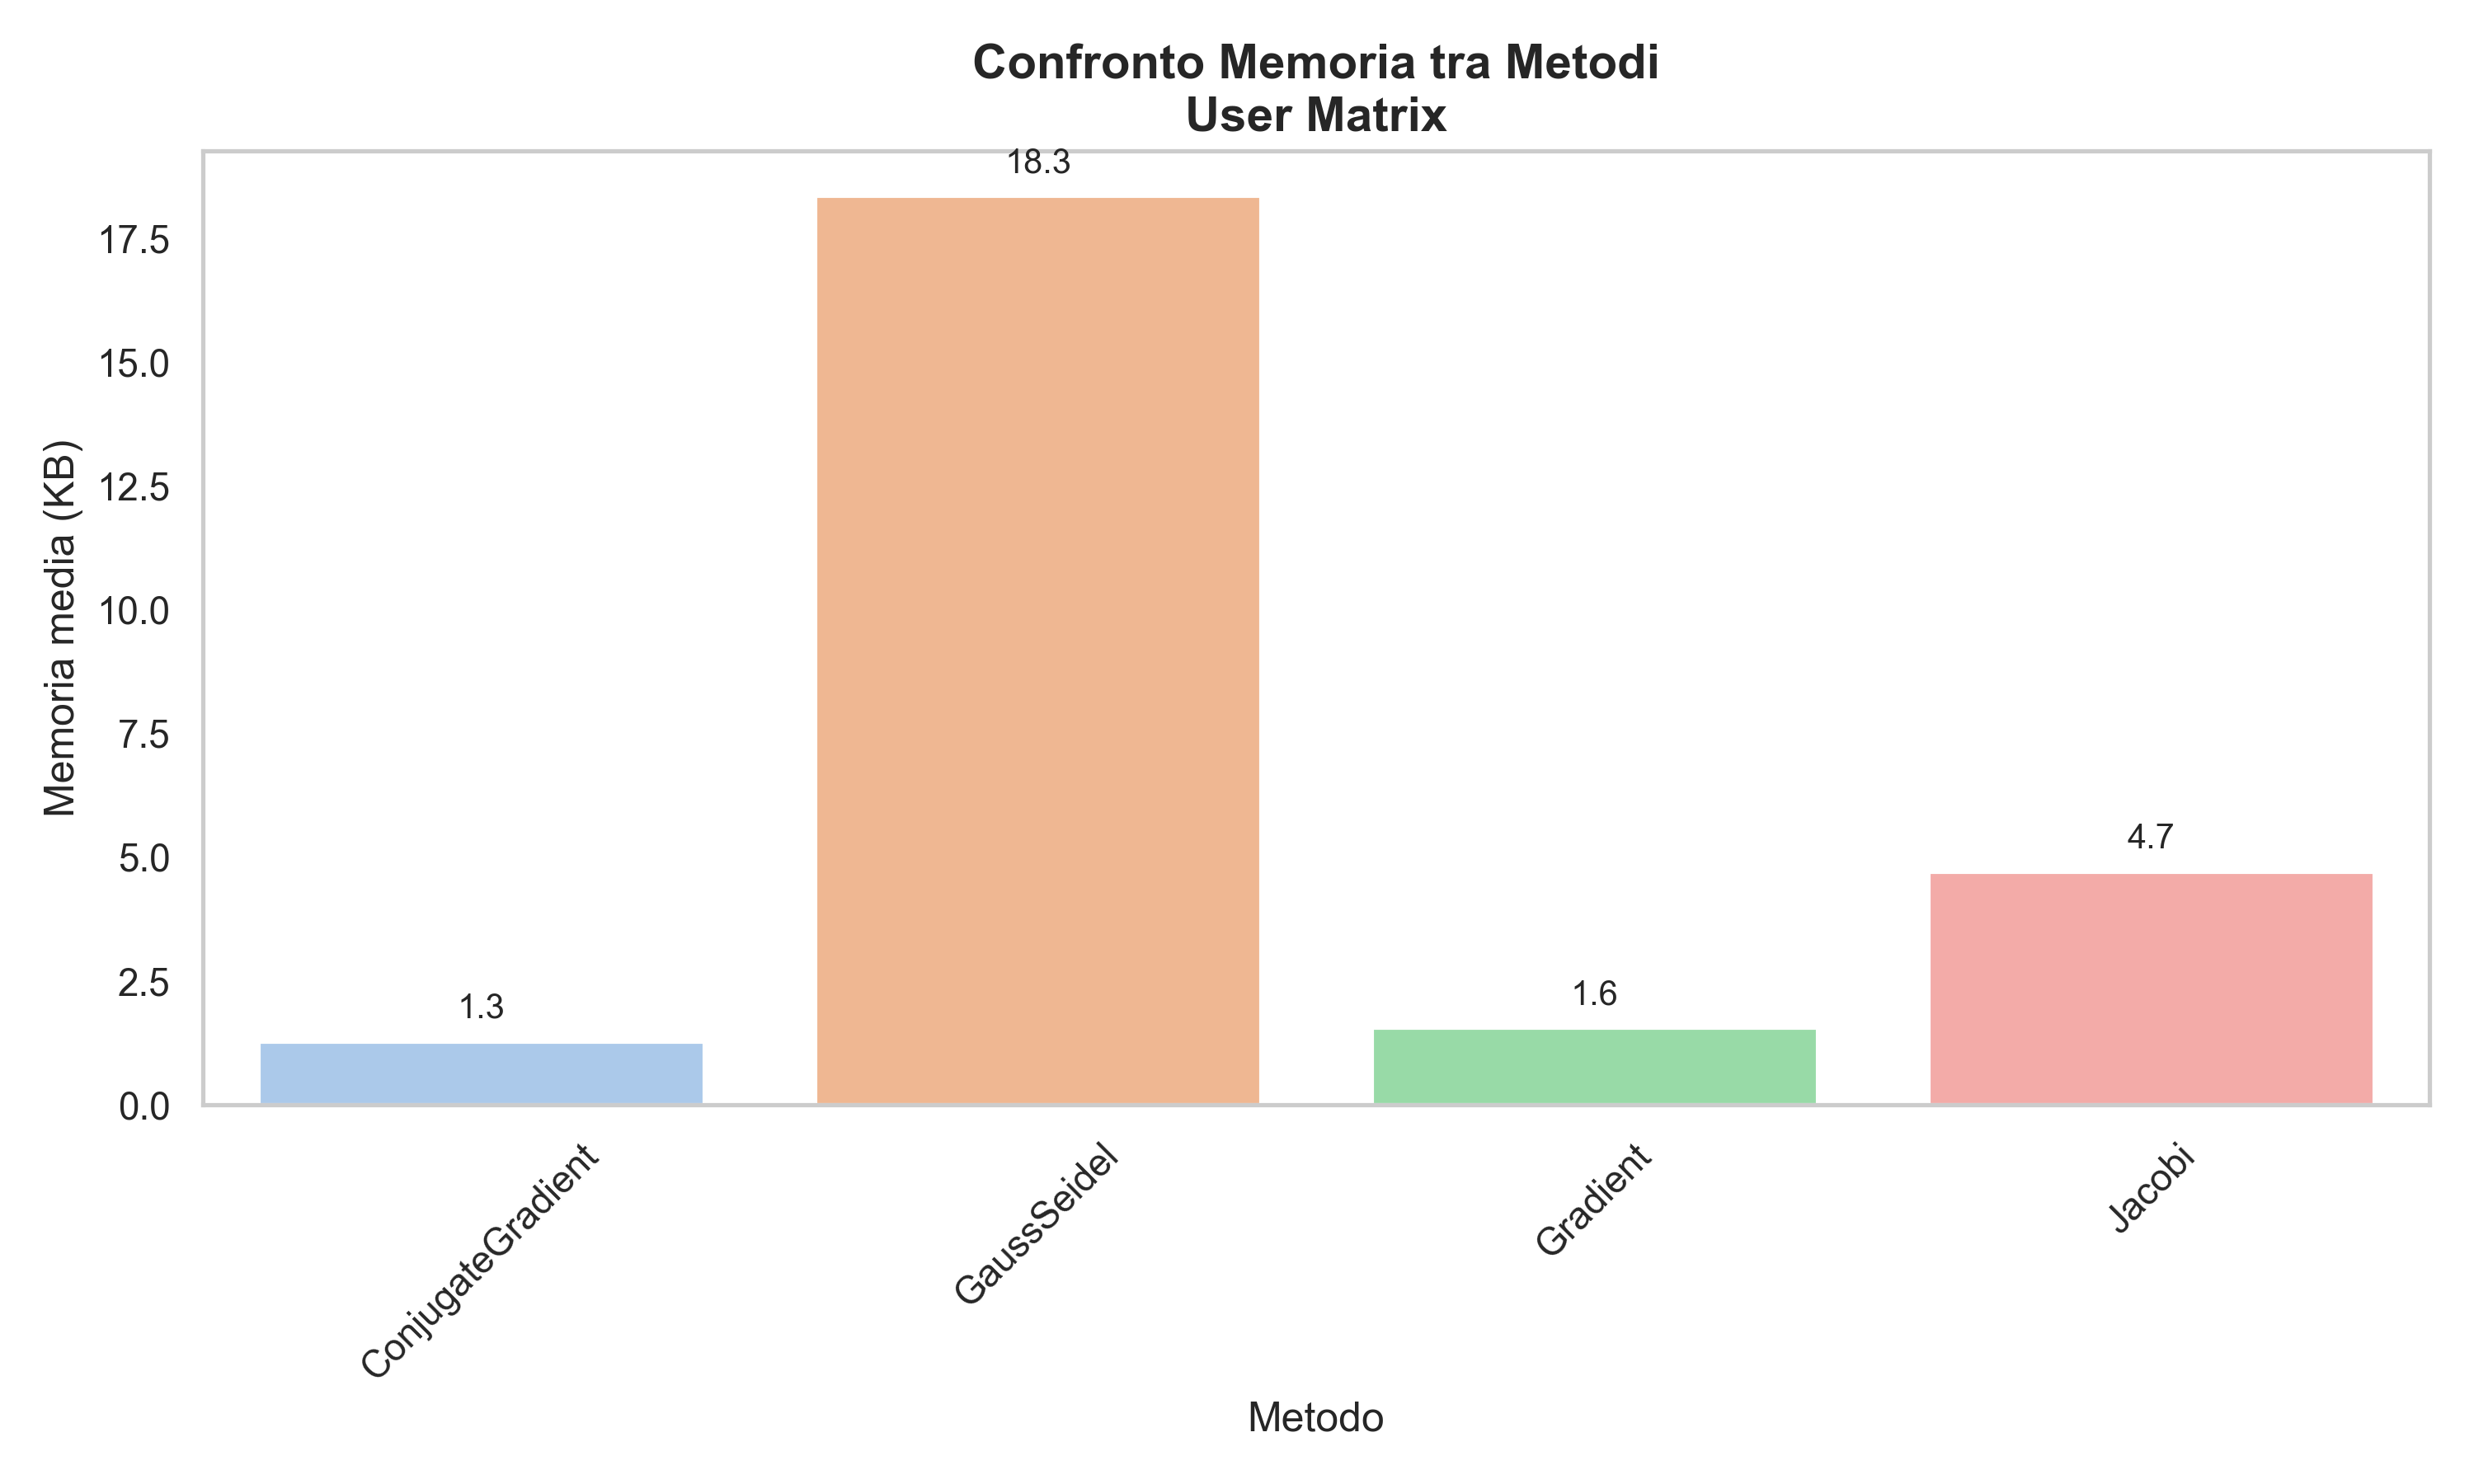 Confronto Memoria tra Metodi
User Matrix
Memoria media (KB)
17.5
15.0
12.5
10.0
7.5
5.0
2.5
0.0
1.3
18.3
1.6
4.7
ConjugateGradient
GaussSeidel
Gradient
Jacobi
Metodo